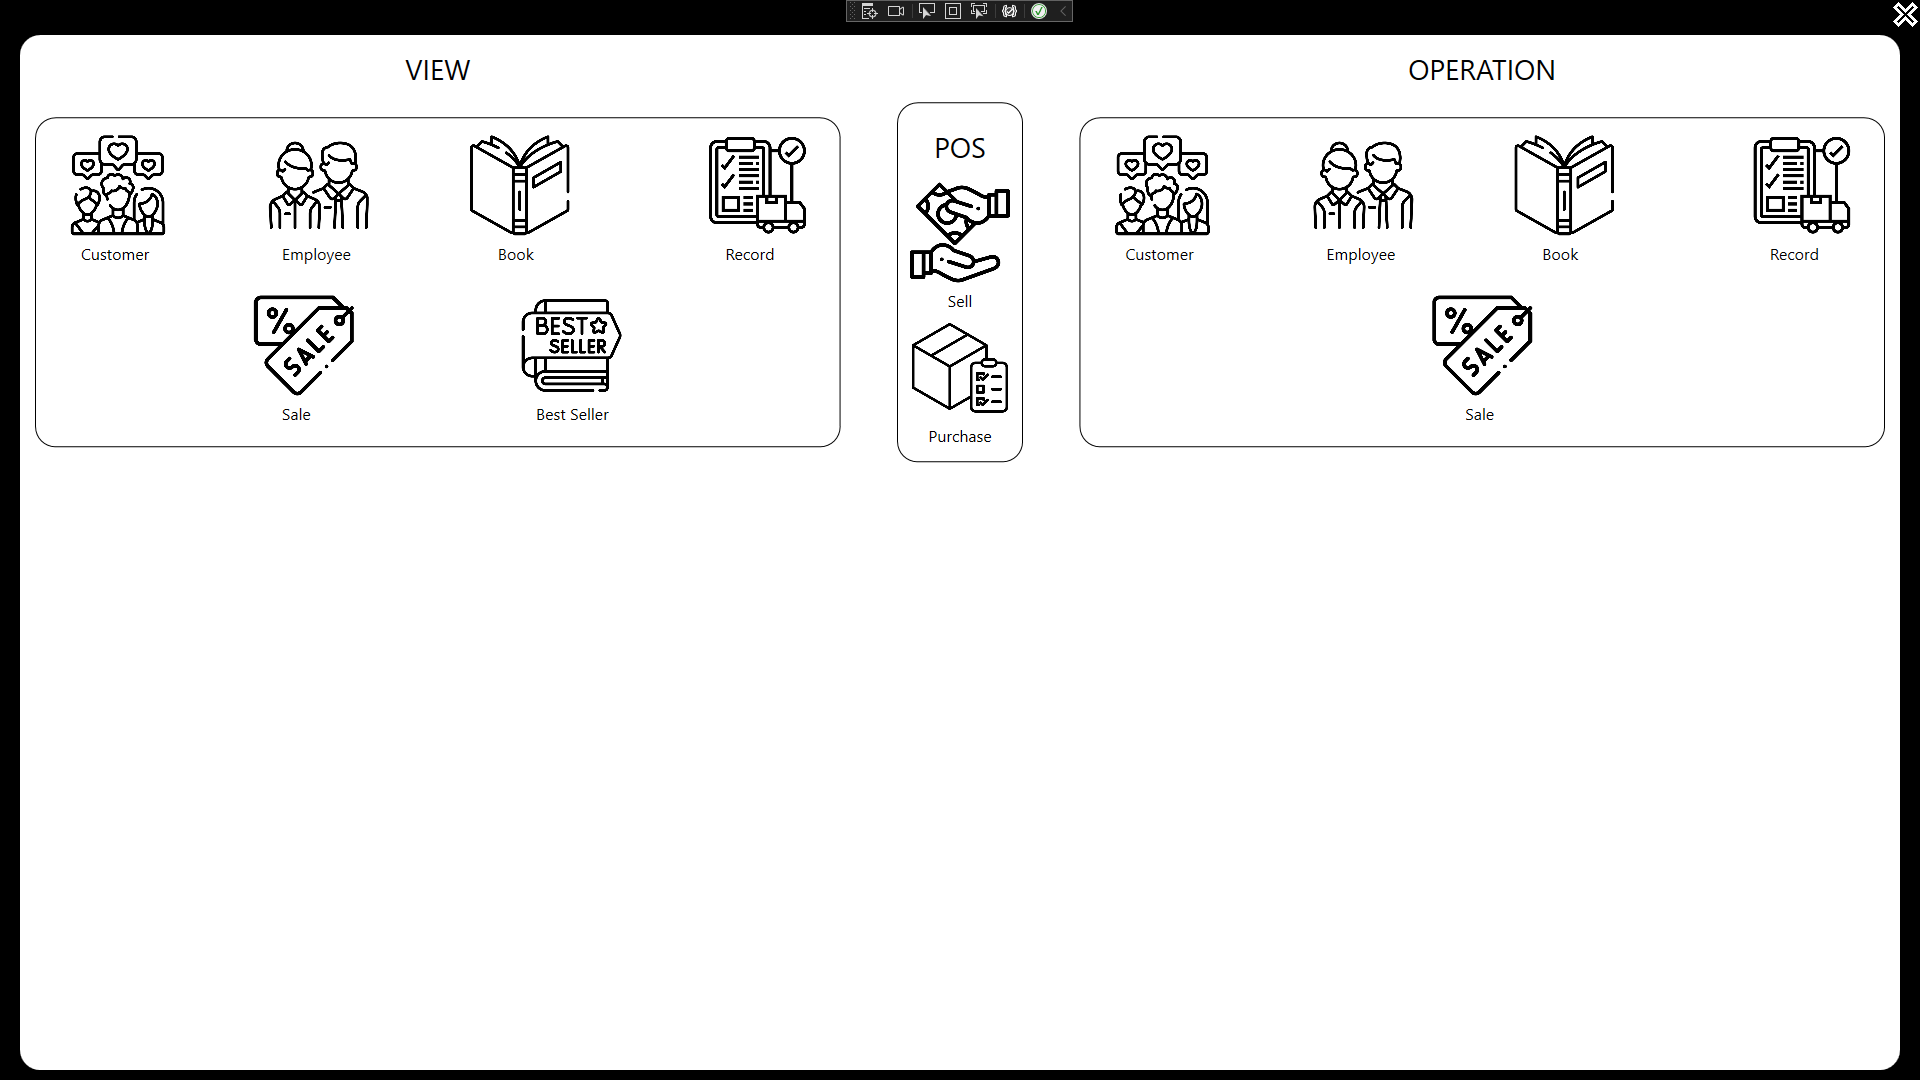 VIEW
Customer
Employee
Book
Record
%
SALE
Sale
BEST
SELLER
Best Seller
POS
Sell
Purchase
OPERATION
Customer
Employee
Book
Record
%
SALE
Sale